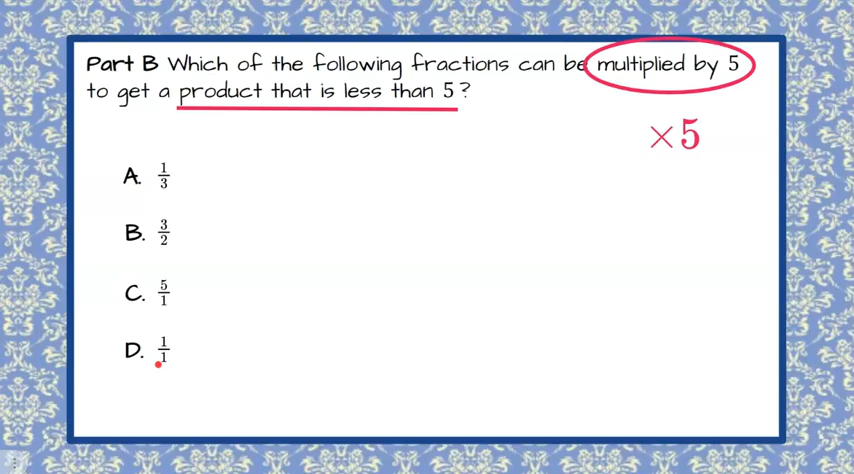 Part B Which of the following fractions can be multiplied by 5
to get a product that is less than 5?
×5
A. 1/3
B. 3/2
C. 5/1
D. 1/1